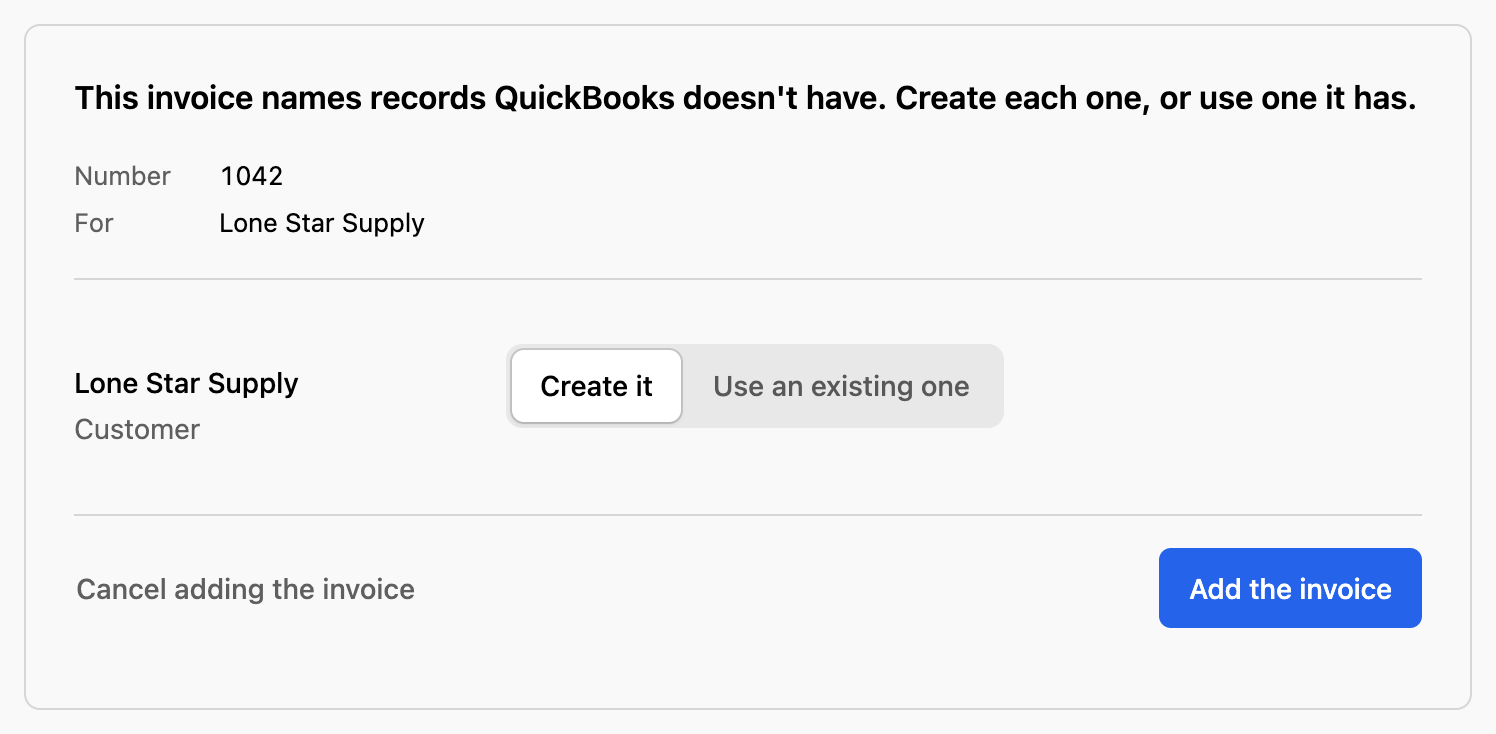 This invoice names records QuickBooks doesn't have. Create each one, or use one it has.
Number 1042
For Lone Star Supply
Lone Star Supply
Customer
Create it
Use an existing one
Cancel adding the invoice
Add the invoice